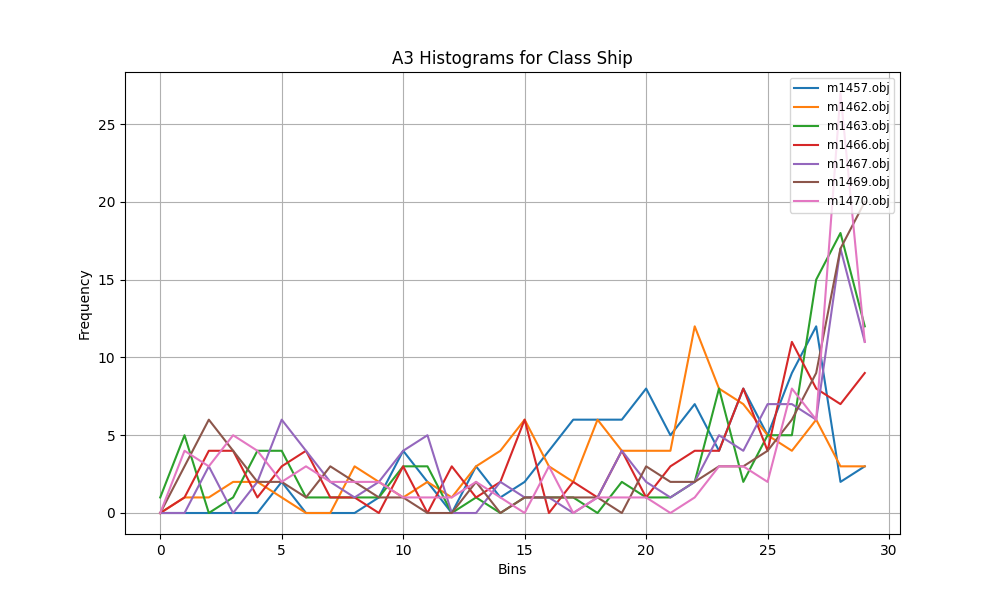 A3 Histograms for Class Ship
m1457.obj
m1462.obj
m1463.obj
m1466.obj
m1467.obj
m1469.obj
m1470.obj
Frequency
25
20
15
10
5
0
0 5 10 15 20 25 30
Bins